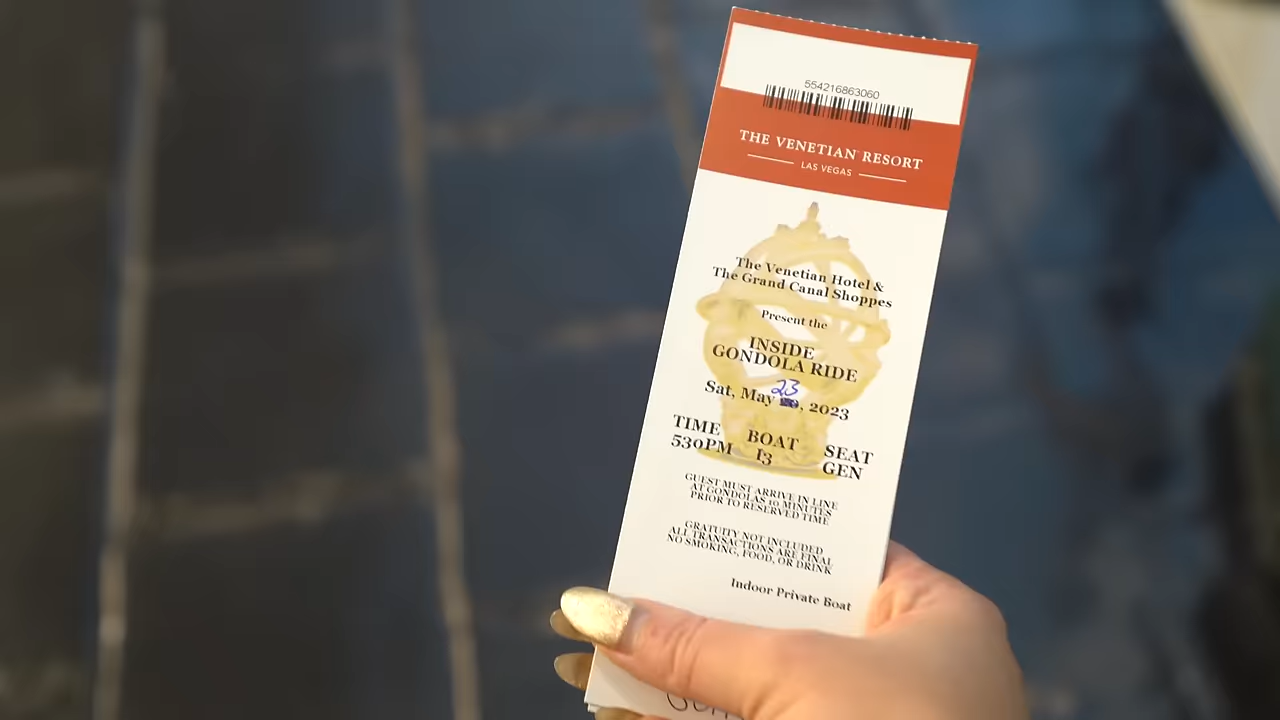 554216863060
THE VENETIAN RESORT
LAS VEGAS
The Venetian Hotel &
The Grand Canal Shoppes
Present the
INSIDE
GONDOLA RIDE
23
Sat, May , 2023
TIME BOAT SEAT
530PM I3 GEN
GUEST MUST ARRIVE IN LINE
AT GONDOLAS 10 MINUTES
PRIOR TO RESERVED TIME
GRATUITY NOT INCLUDED
ALL TRANSACTIONS ARE FINAL
NO SMOKING, FOOD, OR DRINK
Indoor Private Boat